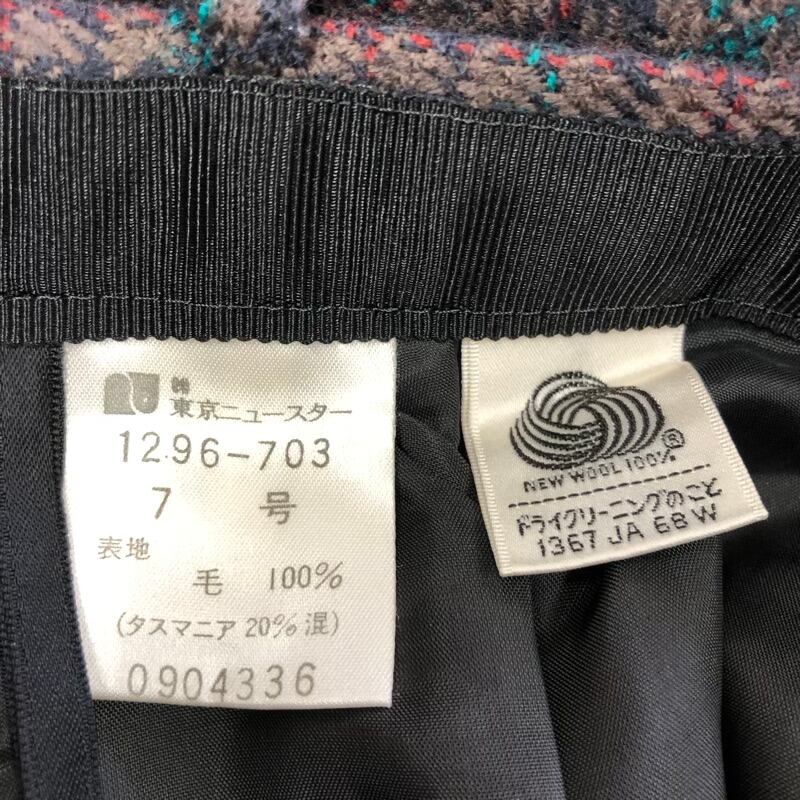 ㈱
東京ニュースター
12.96-703
7 号
表地
毛 100%
(タスマニア 20% 混)
0904336
NEW WOOL 100%®
ドライクリーニングのこと
1367 JA 68 W